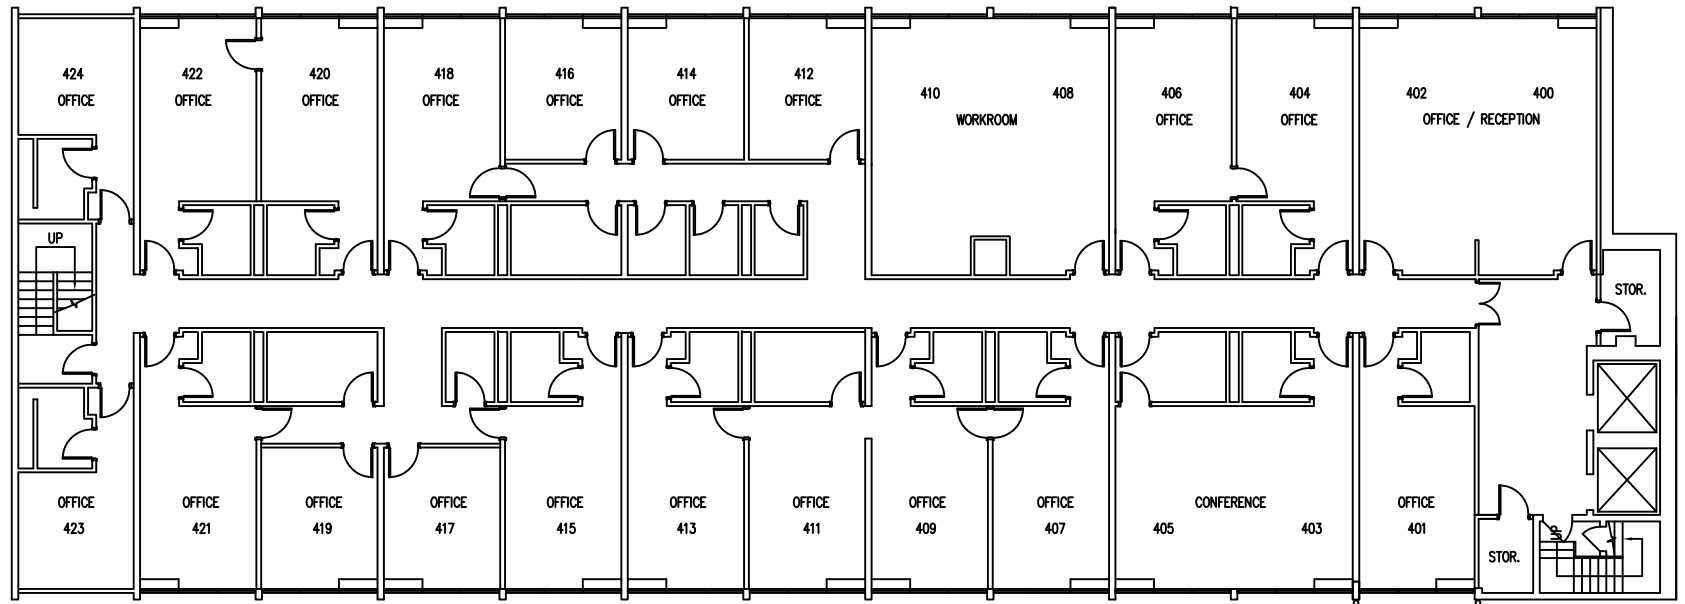 424
OFFICE
422
OFFICE
420
OFFICE
418
OFFICE
416
OFFICE
414
OFFICE
412
OFFICE
410 408
WORKROOM
406
OFFICE
404
OFFICE
402 400
OFFICE / RECEPTION
UP
STOR.
OFFICE
423
OFFICE
421
OFFICE
419
OFFICE
417
OFFICE
415
OFFICE
413
OFFICE
411
OFFICE
409
OFFICE
407
CONFERENCE
405 403
OFFICE
401
STOR.
UP